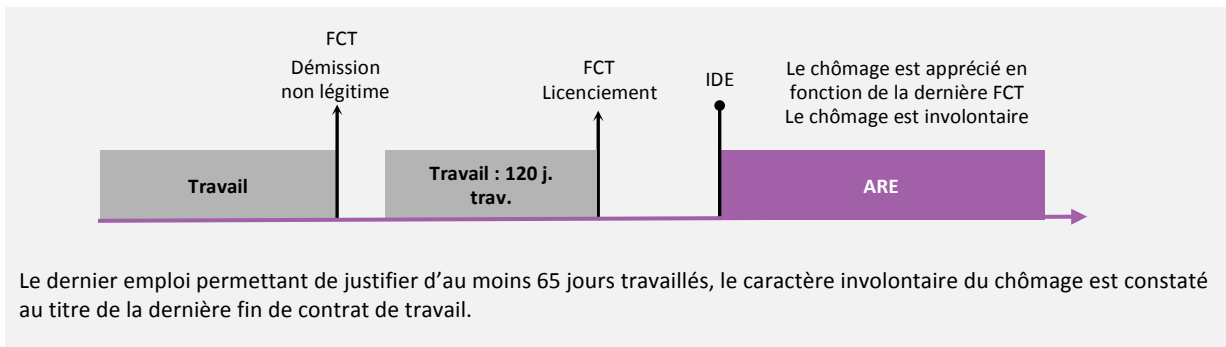 FCT
Démission
non légitime
FCT
Licenciement
IDE
Le chômage est apprécié en
fonction de la dernière FCT
Le chômage est involontaire
Travail
Travail : 120 j.
trav.
ARE
Le dernier emploi permettant de justifier d’au moins 65 jours travaillés, le caractère involontaire du chômage est constaté
au titre de la dernière fin de contrat de travail.